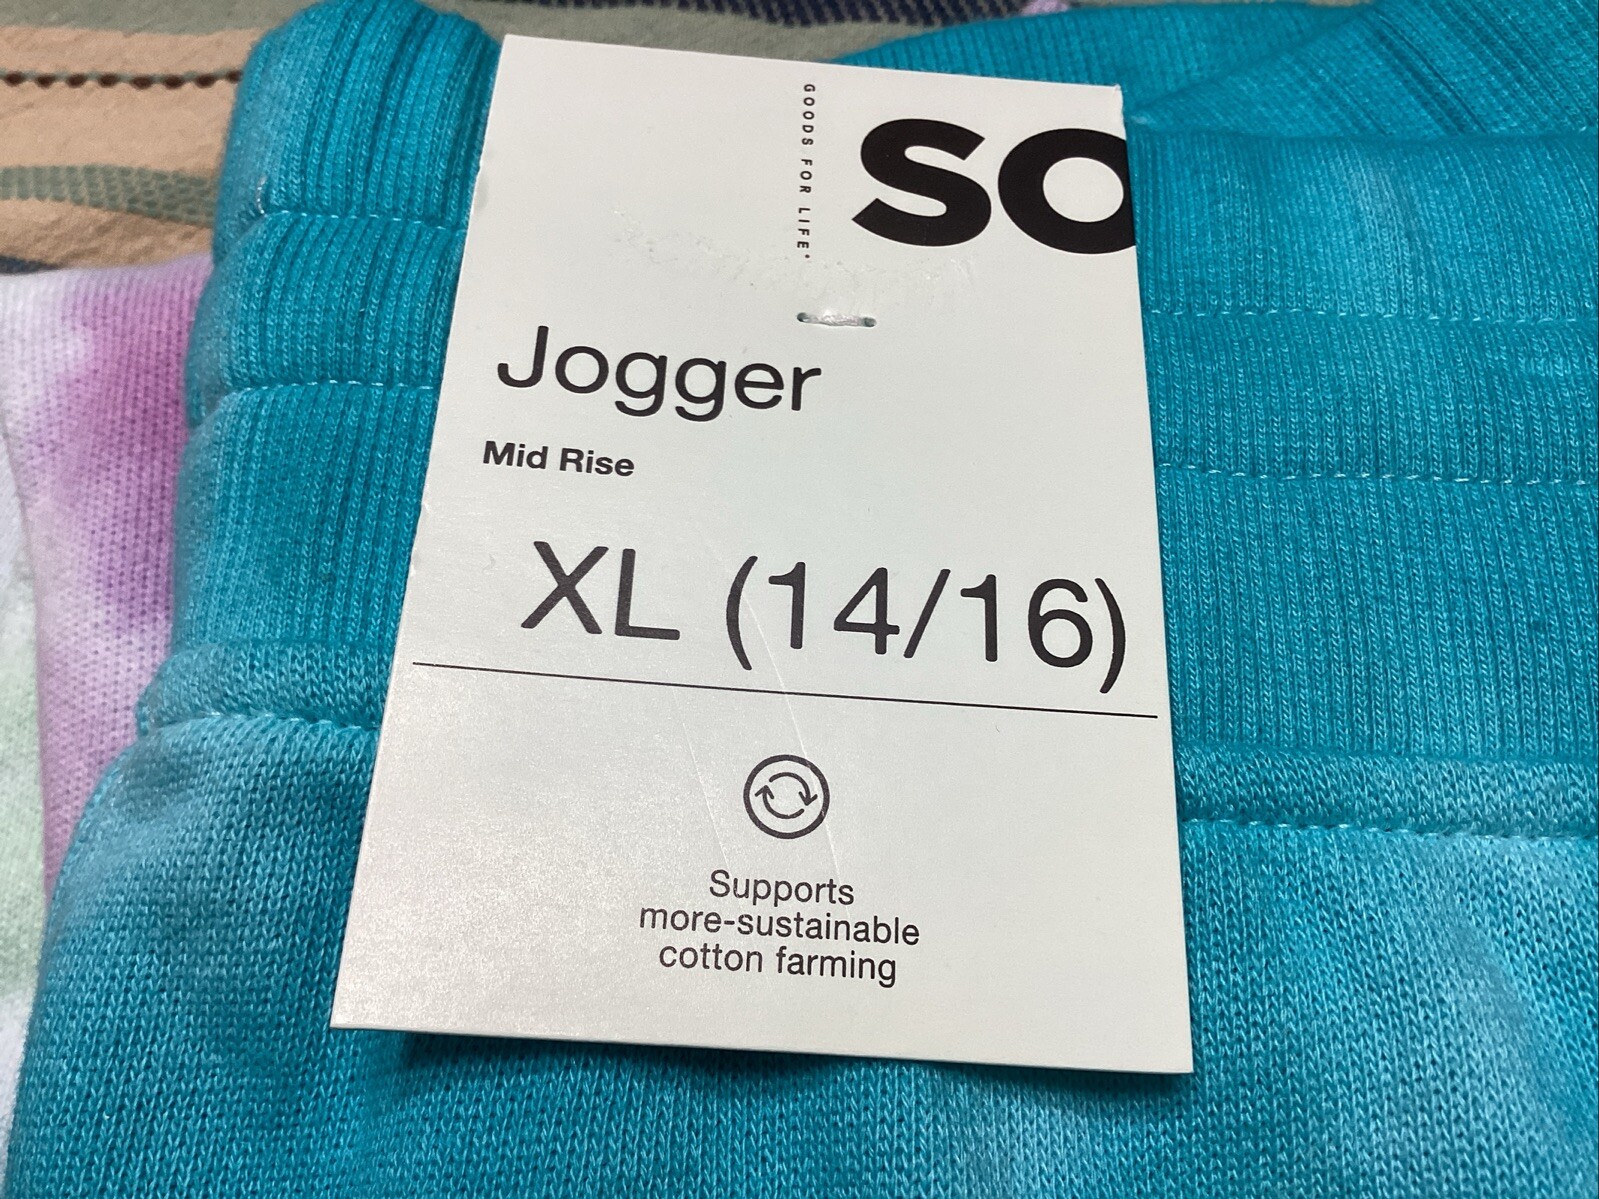 GOODS FOR LIFE*
SO
Jogger
Mid Rise
XL (14/16)
Supports
more-sustainable
cotton farming